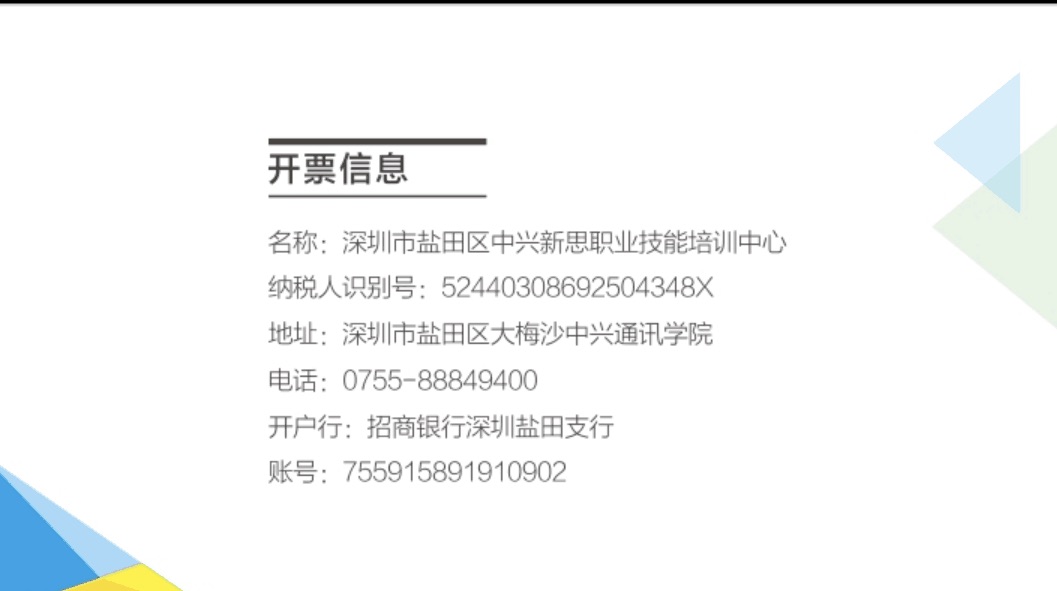 开票信息
名称：深圳市盐田区中兴新思职业技能培训中心
纳税人识别号：52440308692504348X
地址：深圳市盐田区大梅沙中兴通讯学院
电话：0755-88849400
开户行：招商银行深圳盐田支行
账号：755915891910902